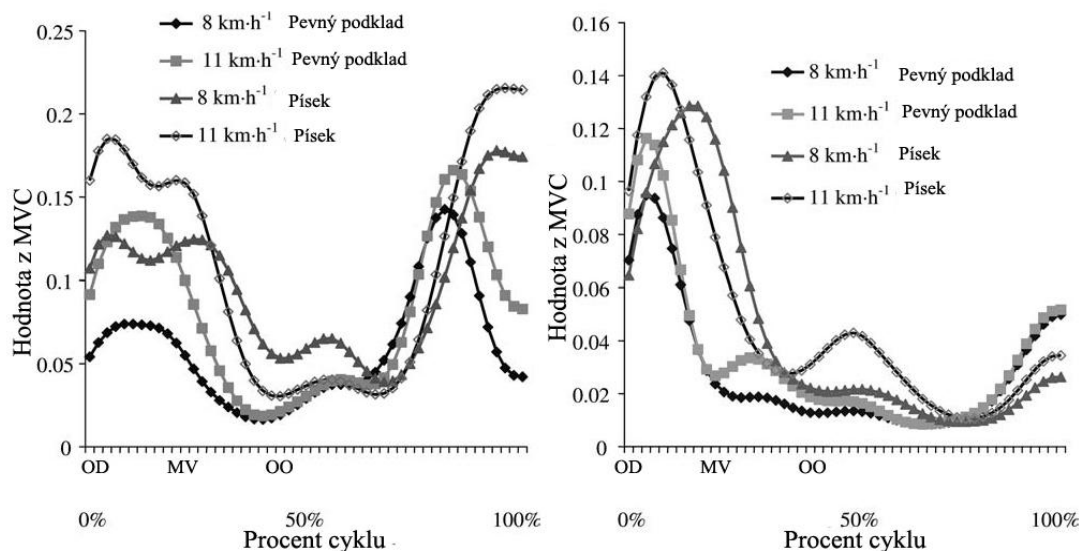 0.25
0.2
0.15
0.1
0.05
0
Hodnota z MVC
8 km·h⁻¹ Pevný podklad
11 km·h⁻¹ Pevný podklad
8 km·h⁻¹ Písek
11 km·h⁻¹ Písek
OD MV OO
0% 50% 100%
Procent cyklu
0.16
0.14
0.12
0.1
0.08
0.06
0.04
0.02
0
Hodnota z MVC
8 km·h⁻¹ Pevný podklad
11 km·h⁻¹ Pevný podklad
8 km·h⁻¹ Písek
11 km·h⁻¹ Písek
OD MV OO
0% 50% 100%
Procent cyklu